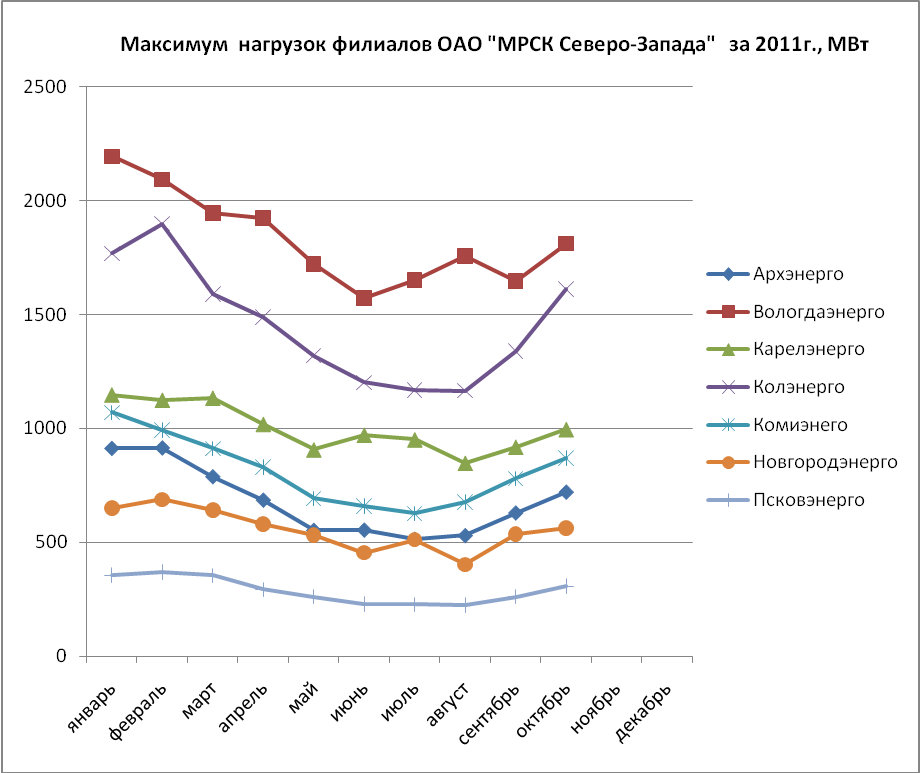 Максимум нагрузок филиалов ОАО "МРСК Северо-Запада" за 2011г., МВт
2500
2000
1500
1000
500
0
январь
февраль
март
апрель
май
июнь
июль
август
сентябрь
октябрь
ноябрь
декабрь
Архэнерго
Вологдаэнерго
Карелэнерго
Колэнерго
Комиэнего
Новгородэнерго
Псковэнерго